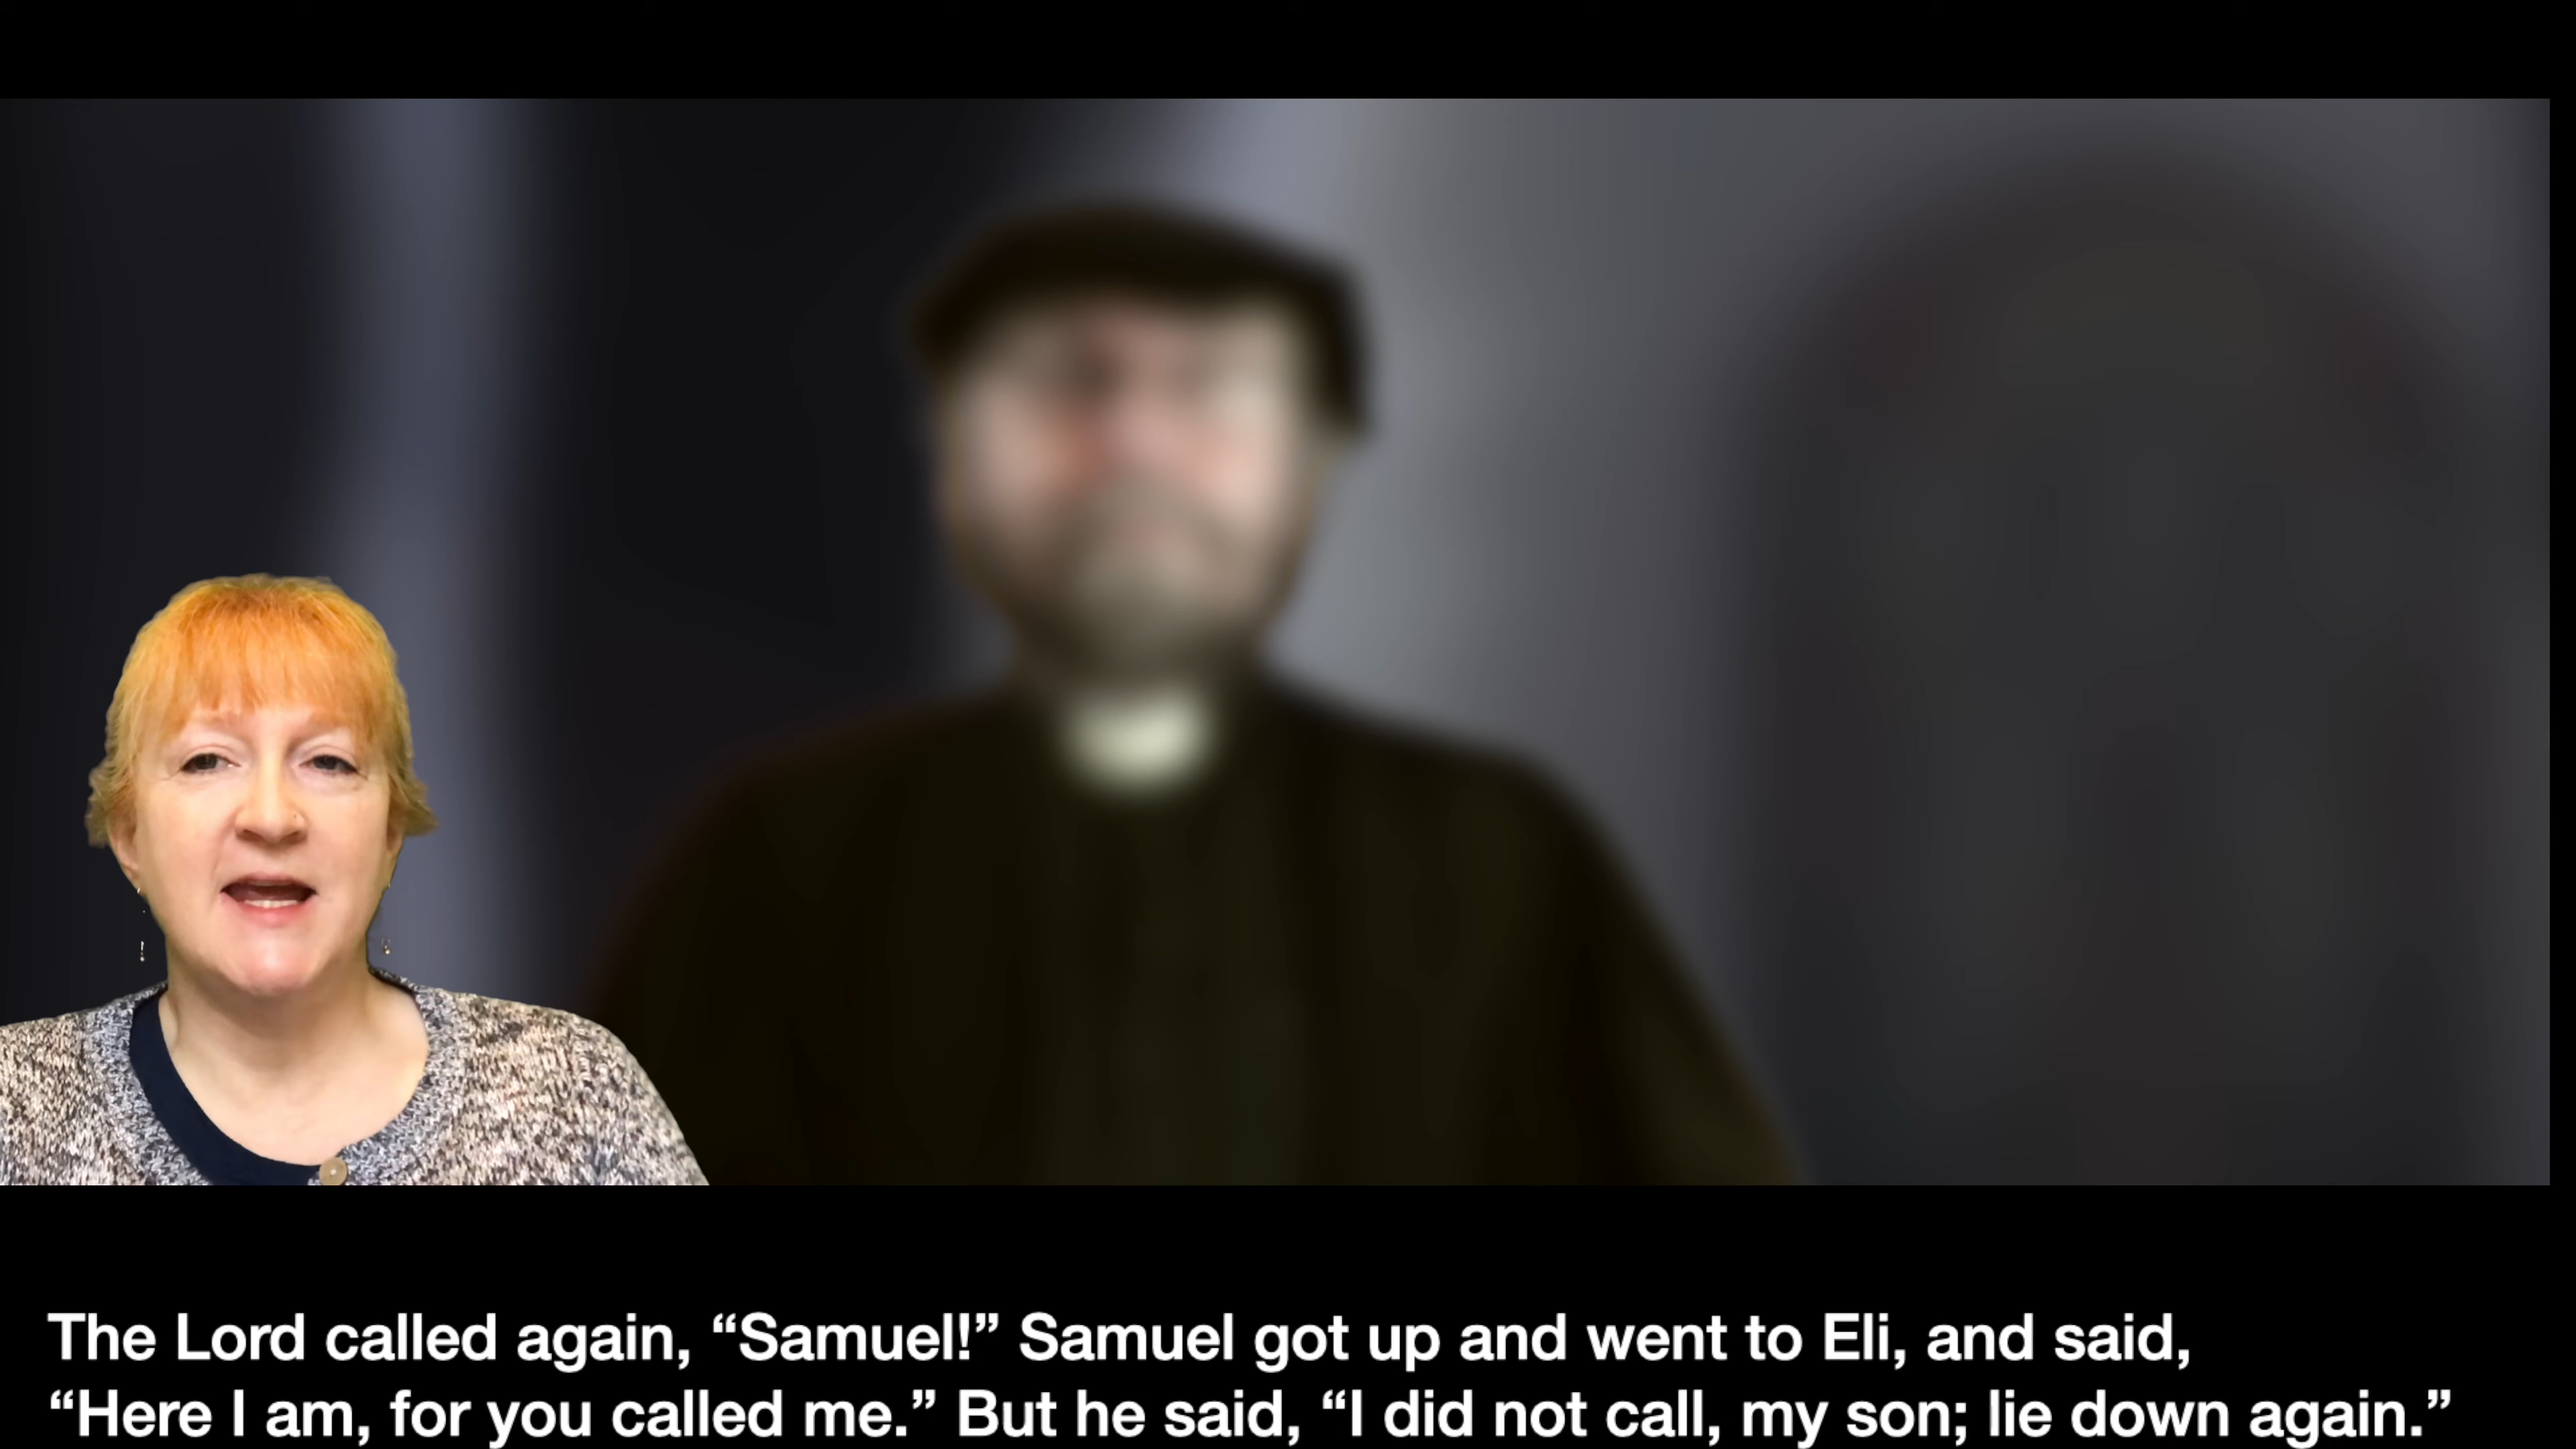 The Lord called again, “Samuel!” Samuel got up and went to Eli, and said,
“Here I am, for you called me.” But he said, “I did not call, my son; lie down again.”